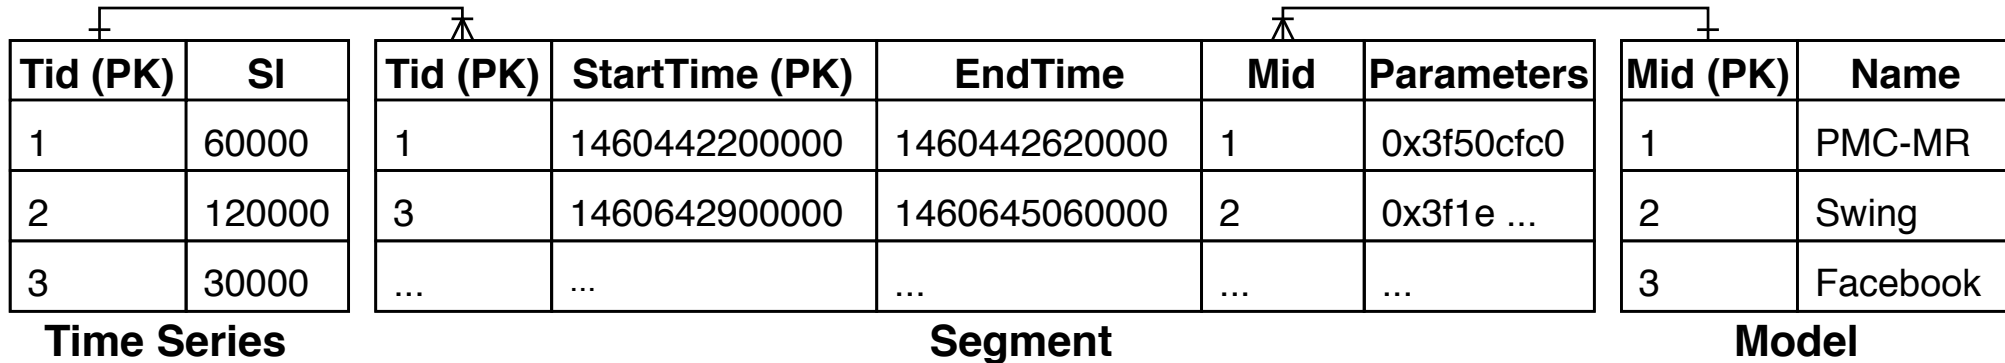 Tid (PK) SI Tid (PK) StartTime (PK) EndTime Mid Parameters Mid (PK) Name
1 60000 1 1460442200000 1460442620000 1 0x3f50cfc0 1 PMC-MR
2 120000 3 1460642900000 1460645060000 2 0x3f1e ... 2 Swing
3 30000 ... ... ... ... ... 3 Facebook
Time Series Segment Model